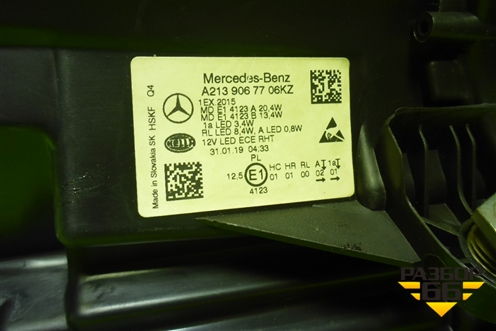 Mercedes-Benz
A213 906 77 06KZ
1EX.2015
MD E1 4123 A 20,4W
MD E1 4123 B 13,4W
1a LED 3,4W
RL LED 8,4W, A LED 0,8W
12V LED ECE RHT
31.01.19 04:33
PL
12,5 E1
4123
HC HR RL A 1a
01 01 00 02 01
Made in Slovakia SK HSKF Q4
РАЗБОР
66